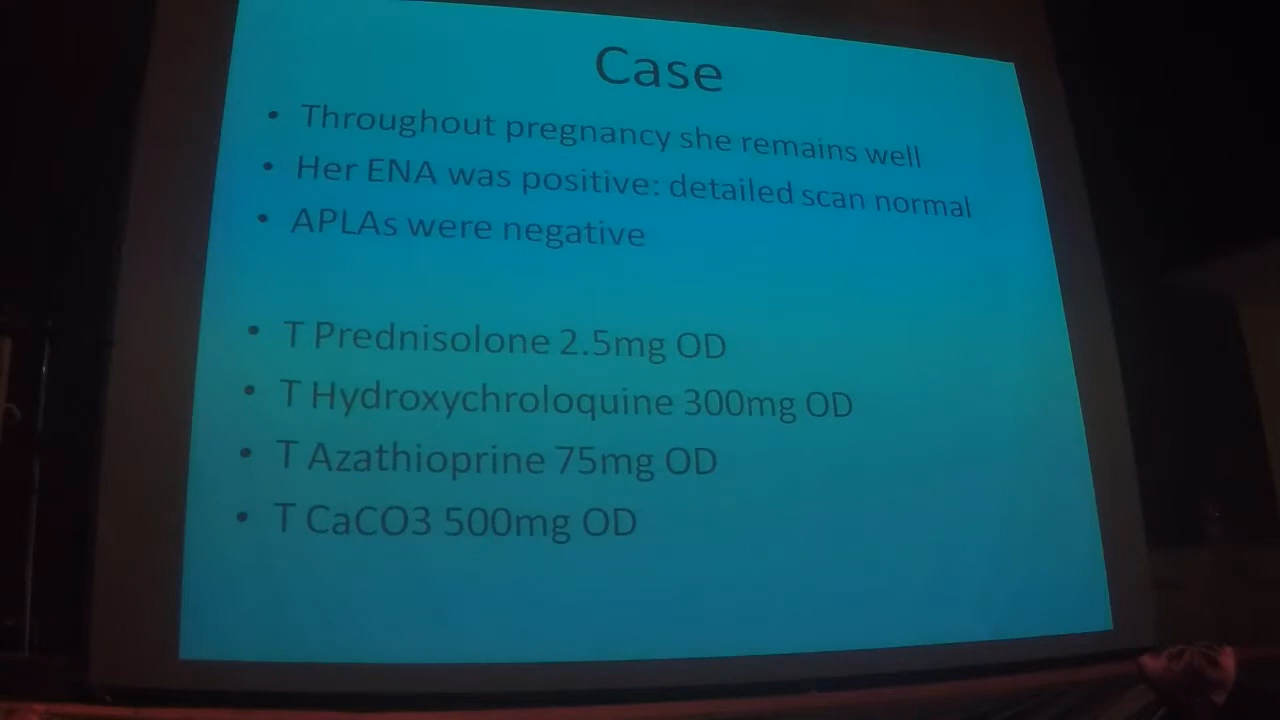 Case
• Throughout pregnancy she remains well
• Her ENA was positive: detailed scan normal
• APLAs were negative
• T Prednisolone 2.5mg OD
• T Hydroxychroloquine 300mg OD
• T Azathioprine 75mg OD
• T CaCO3 500mg OD